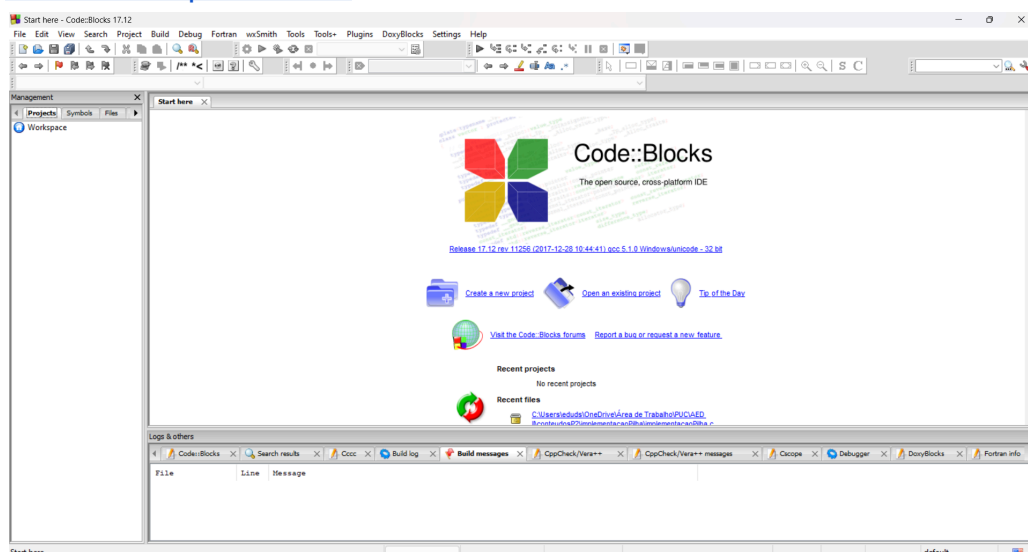 Start here - Code::Blocks 17.12
File Edit View Search Project Build Debug Fortran wxSmith Tools Tools+ Plugins DoxyBlocks Settings Help
/** *<
S C
Management
Projects Symbols Files
Workspace
Start here
Code::Blocks
The open source, cross-platform IDE
Release 17.12 rev 11256 (2017-12-28 10:44:41) gcc 5.1.0 Windows/unicode - 32 bit
Create a new project Open an existing project Tip of the Day
Visit the Code::Blocks forums Report a bug or request a new feature
Recent projects
No recent projects
Recent files
C:\Users\eduds\OneDrive\Área de Trabalho\PUC\AED
I\conteudosP2\implementacaoPilha\implementacaoPilha.c
Logs & others
Code::Blocks Search results Cccc Build log Build messages CppCheck/Vera++ CppCheck/Vera++ messages Cscope Debugger DoxyBlocks Fortran info
File Line Message
Start here default